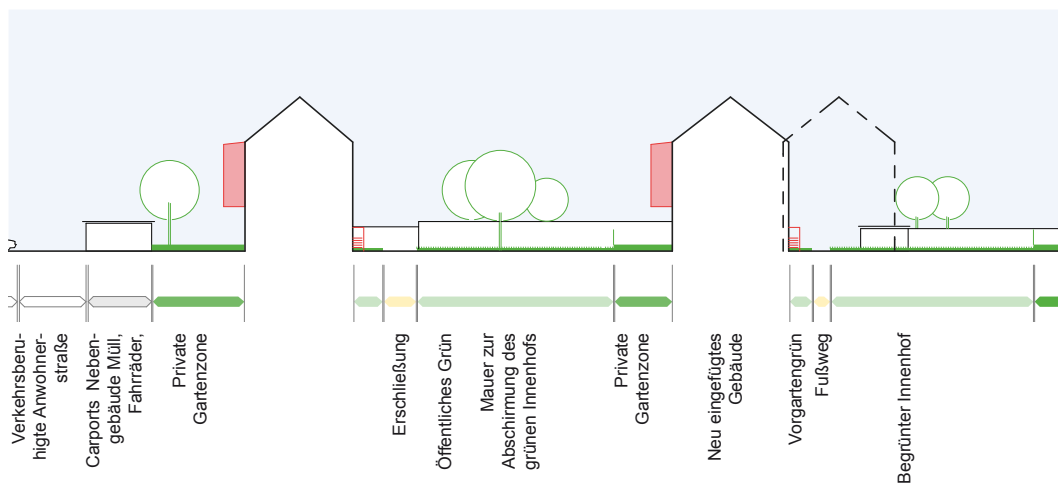 Verkehrsberu-
higte Anwohner-
straße
Carports Neben-
gebäude Müll,
Fahrräder,
Private
Gartenzone
Erschließung
Öffentliches Grün
Mauer zur
Abschirmung des
grünen Innenhofs
Private
Gartenzone
Neu eingefügtes
Gebäude
Vorgartengrün
Fußweg
Begrünter Innenhof